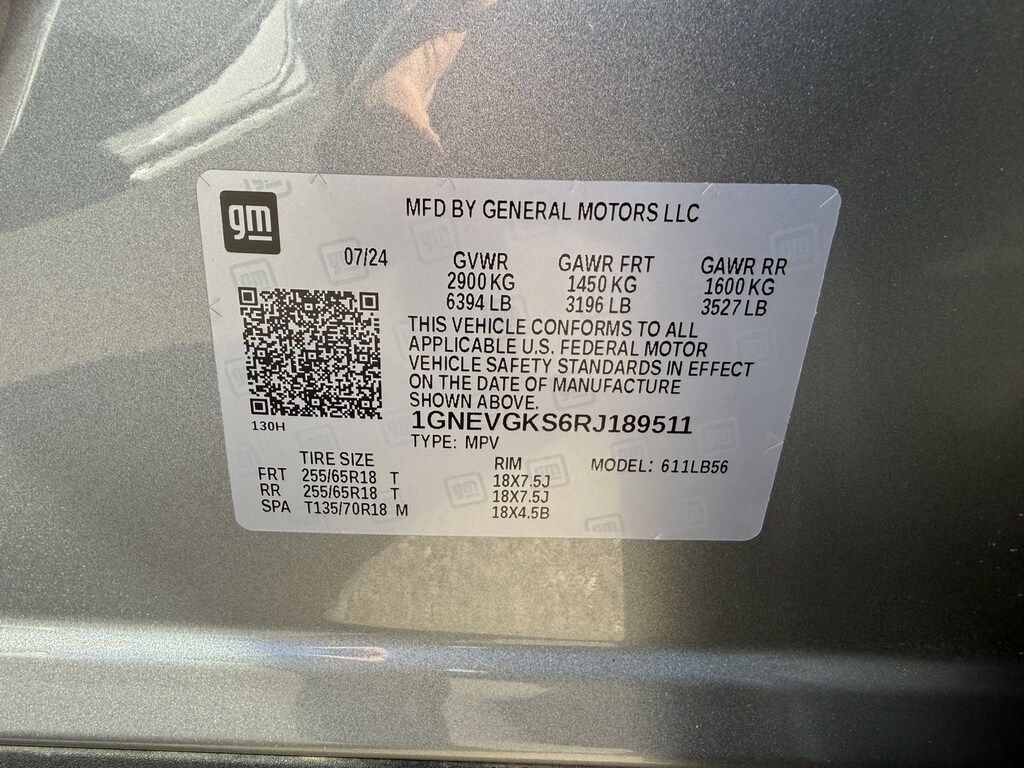 gm
MFD BY GENERAL MOTORS LLC
07/24
GVWR GAWR FRT GAWR RR
2900 KG 1450 KG 1600 KG
6394 LB 3196 LB 3527 LB
THIS VEHICLE CONFORMS TO ALL
APPLICABLE U.S. FEDERAL MOTOR
VEHICLE SAFETY STANDARDS IN EFFECT
ON THE DATE OF MANUFACTURE
SHOWN ABOVE.
130H
1GNEVGKS6RJ189511
TYPE: MPV
TIRE SIZE RIM MODEL: 611LB56
FRT 255/65R18 T 18X7.5J
RR 255/65R18 T 18X7.5J
SPA T135/70R18 M 18X4.5B